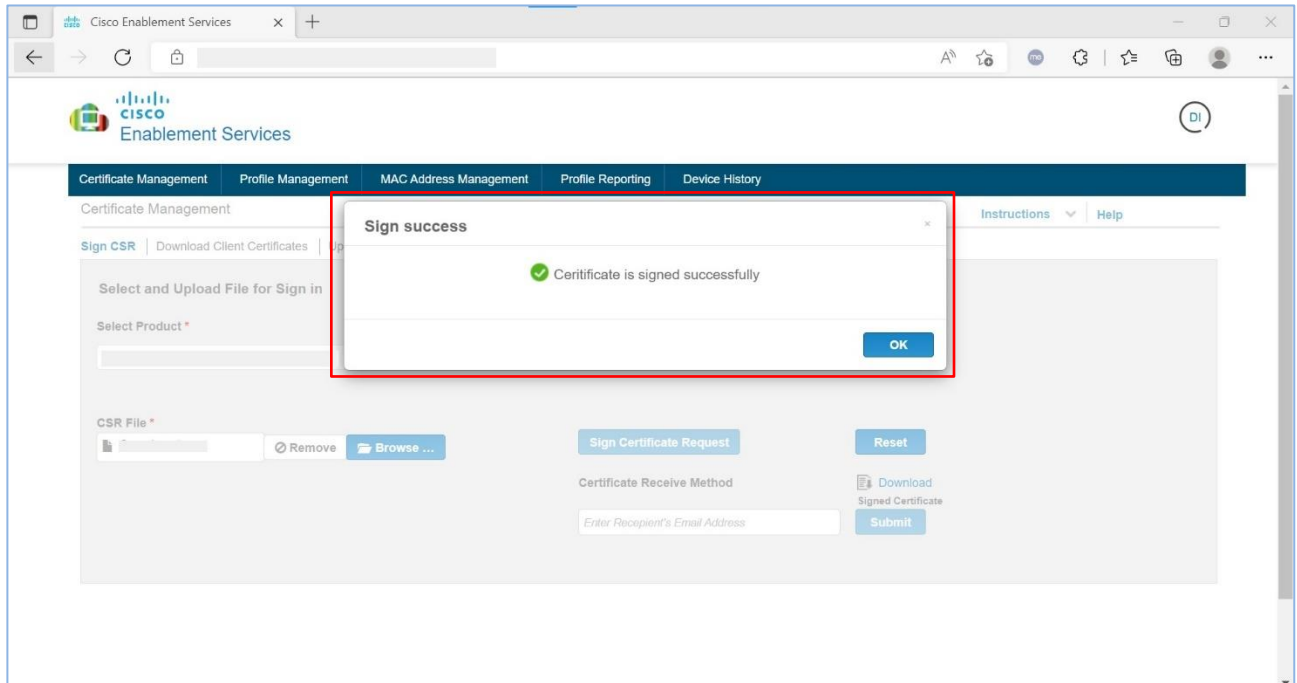 Cisco Enablement Services
CISCO
Enablement Services
DI
Certificate Management Profile Management MAC Address Management Profile Reporting Device History
Certificate Management
Instructions Help
Sign CSR Download Client Certificates Up
Sign success
Ceritificate is signed successfully
OK
Select and Upload File for Sign in
Select Product *
CSR File *
Remove Browse ...
Sign Certificate Request Reset
Certificate Receive Method
Download
Signed Certificate
Enter Recepient's Email Address
Submit